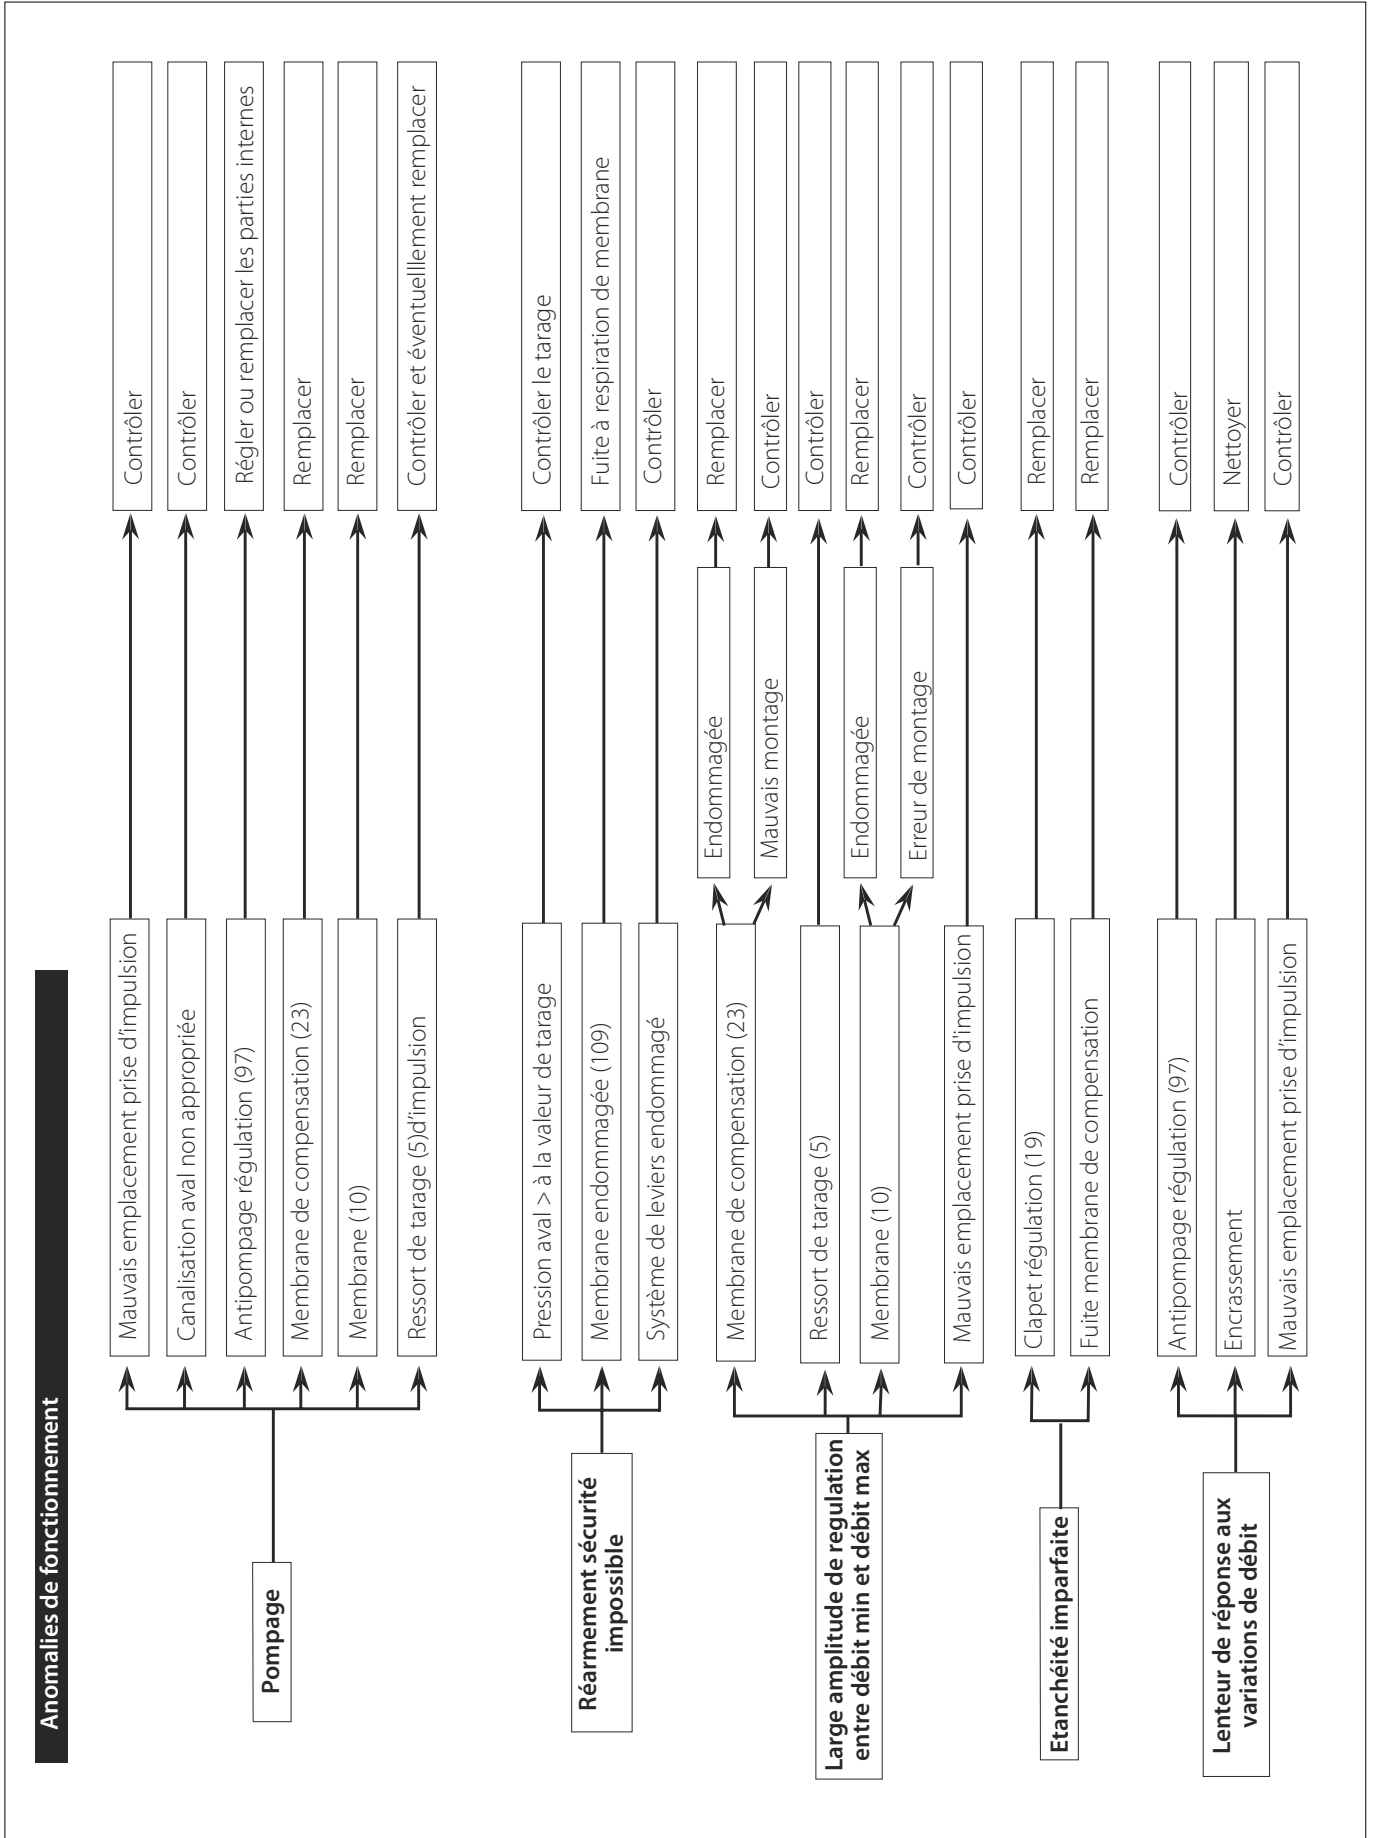 Anomalies de fonctionnement
Pompage
Mauvais emplacement prise d'impulsion
Contrôler
Canalisation aval non appropriée
Contrôler
Antipompage régulation (97)
Régler ou remplacer les parties internes
Membrane de compensation (23)
Remplacer
Membrane (10)
Remplacer
Ressort de tarage (5)d'impulsion
Contrôler et éventuelllement remplacer
Réarmement sécurité
impossible
Pression aval > à la valeur de tarage
Contrôler le tarage
Membrane endommagée (109)
Fuite à respiration de membrane
Système de leviers endommagé
Contrôler
Large amplitude de regulation
entre débit min et débit max
Membrane de compensation (23)
Endommagée
Remplacer
Mauvais montage
Contrôler
Ressort de tarage (5)
Contrôler
Membrane (10)
Endommagée
Remplacer
Erreur de montage
Contrôler
Mauvais emplacement prise d'impulsion
Contrôler
Etanchéité imparfaite
Clapet régulation (19)
Remplacer
Fuite membrane de compensation
Remplacer
Lenteur de réponse aux
variations de débit
Antipompage régulation (97)
Contrôler
Encrassement
Nettoyer
Mauvais emplacement prise d'impulsion
Contrôler